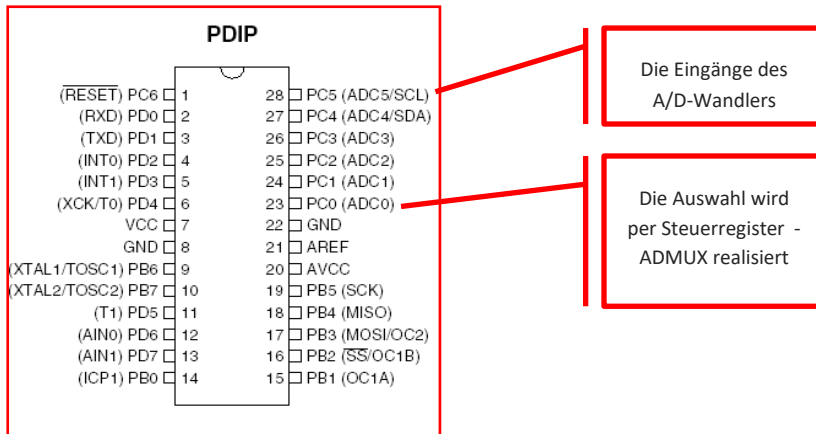 PDIP
(RESET) PC6 1 28 PC5 (ADC5/SCL)
(RXD) PD0 2 27 PC4 (ADC4/SDA)
(TXD) PD1 3 26 PC3 (ADC3)
(INT0) PD2 4 25 PC2 (ADC2)
(INT1) PD3 5 24 PC1 (ADC1)
(XCK/T0) PD4 6 23 PC0 (ADC0)
VCC 7 22 GND
GND 8 21 AREF
(XTAL1/TOSC1) PB6 9 20 AVCC
(XTAL2/TOSC2) PB7 10 19 PB5 (SCK)
(T1) PD5 11 18 PB4 (MISO)
(AIN0) PD6 12 17 PB3 (MOSI/OC2)
(AIN1) PD7 13 16 PB2 (SS/OC1B)
(ICP1) PB0 14 15 PB1 (OC1A)
Die Eingänge des
A/D-Wandlers
Die Auswahl wird
per Steuerregister -
ADMUX realisiert